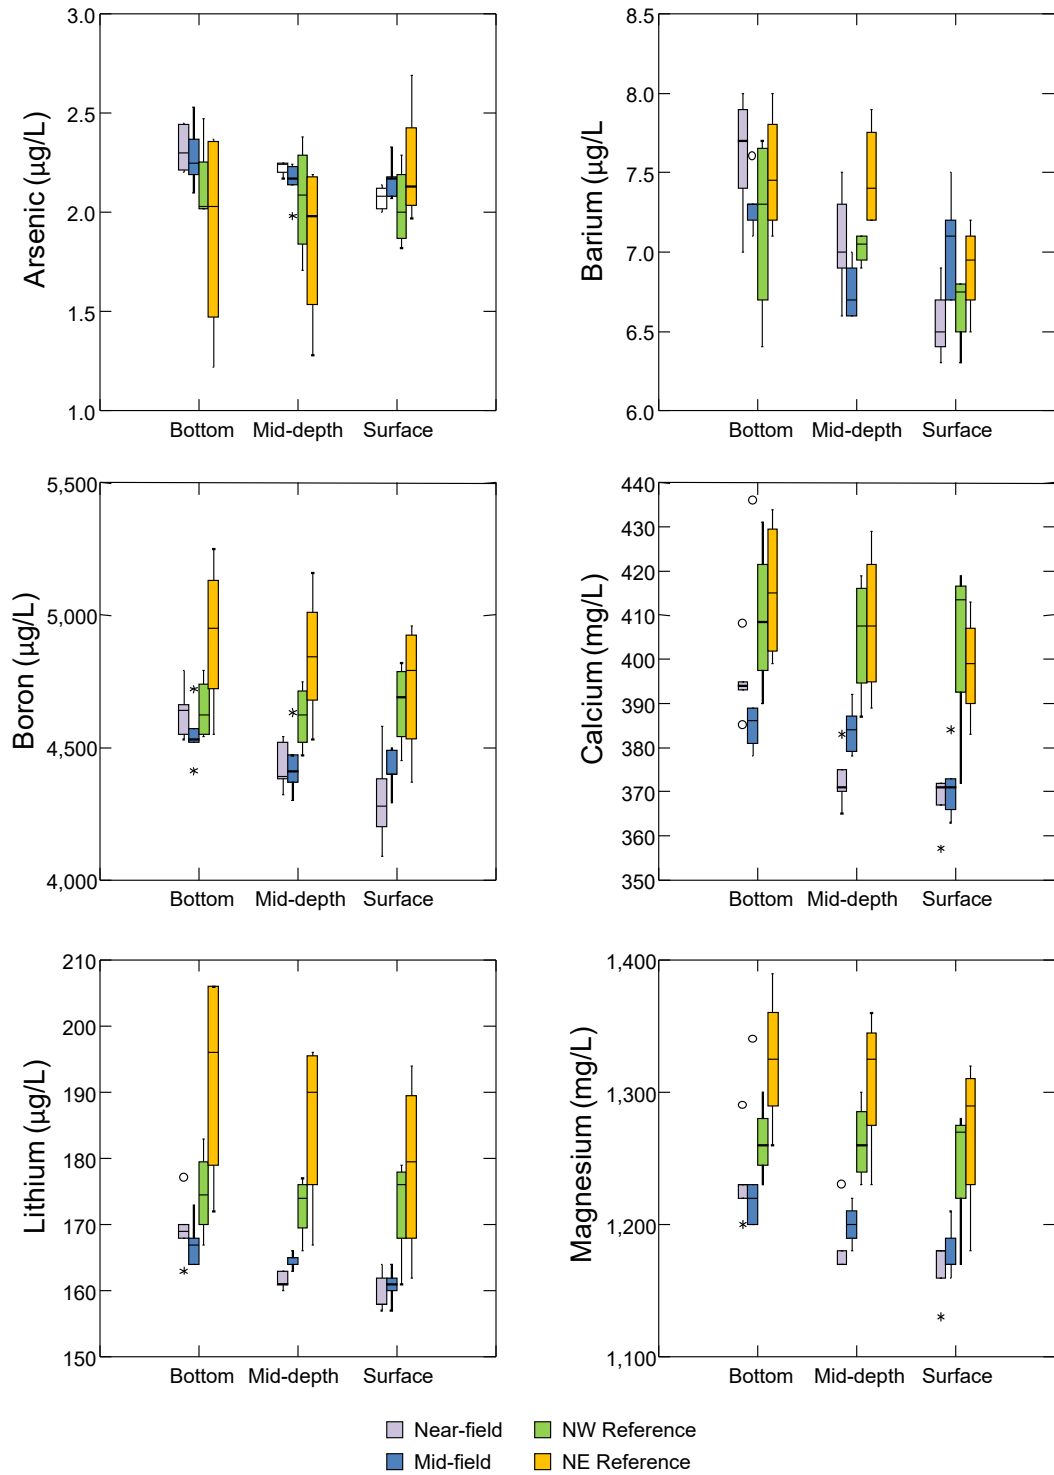 Arsenic (µg/L)
3.0
2.5
2.0
1.5
1.0
Bottom Mid-depth Surface
Barium (µg/L
8.5
8.0
7.5
7.0
6.5
6.0
Bottom Mid-depth Surface
Boron (µg/L)
5,500
5,000
4,500
4,000
Bottom Mid-depth Surface
Calcium (mg/L)
440
430
420
410
400
390
380
370
360
350
Bottom Mid-depth Surface
Lithium (µg/L)
210
200
190
180
170
160
150
Bottom Mid-depth Surface
Magnesium (mg/L)
1,400
1,300
1,200
1,100
Bottom Mid-depth Surface
Near-field NW Reference
Mid-field NE Reference